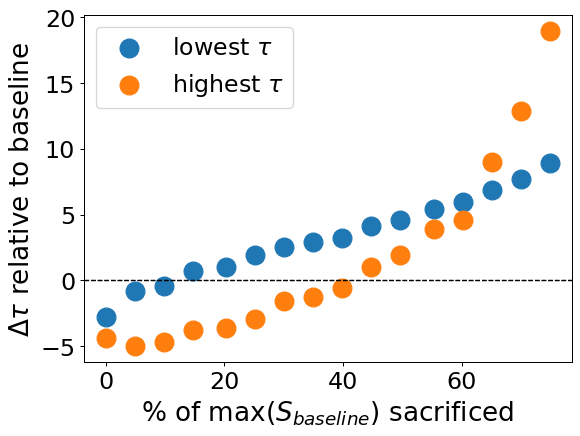 lowest τ
highest τ
Δτ relative to baseline
20
15
10
5
0
−5
0
20
40
60
% of max(S_baseline) sacrificed